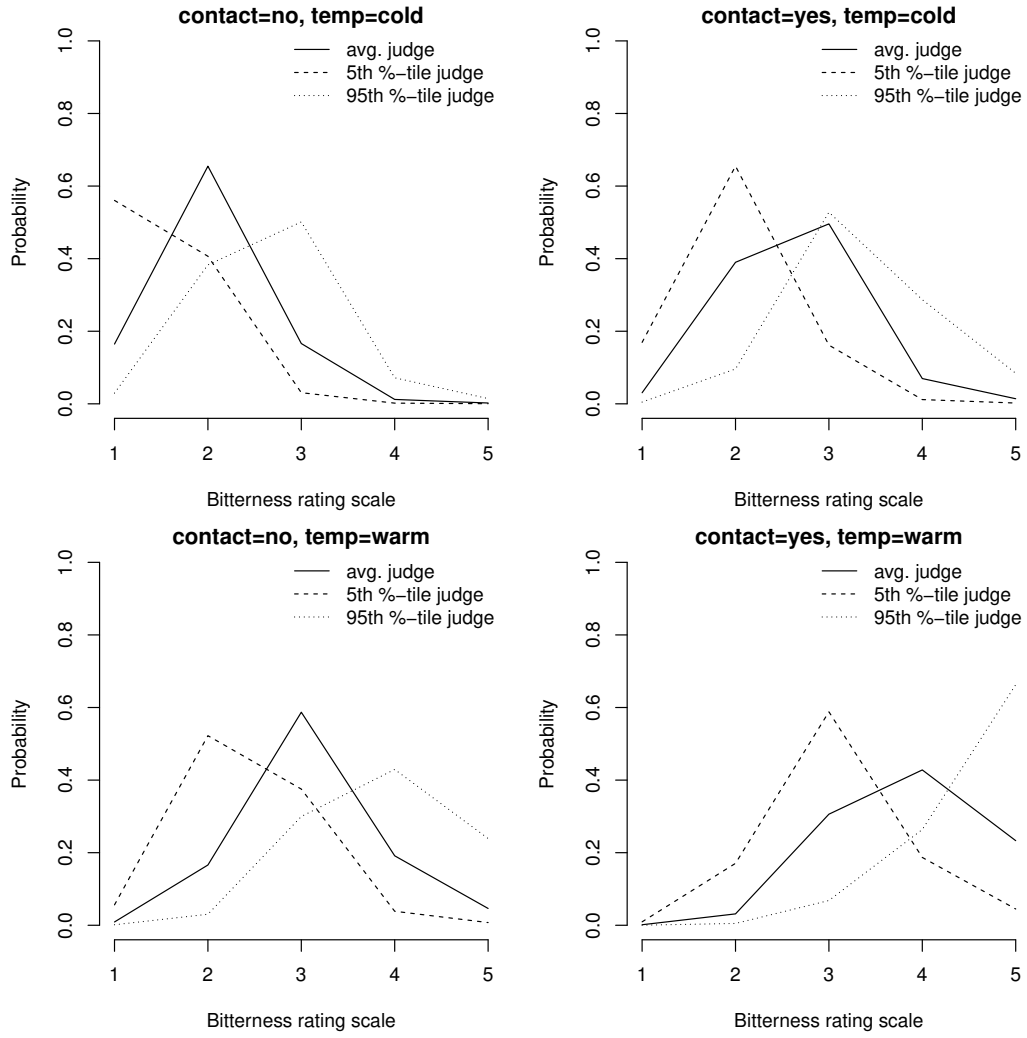 contact=no, temp=cold
avg. judge
5th %−tile judge
95th %−tile judge
Probability
0.0 0.2 0.4 0.6 0.8 1.0
1 2 3 4 5
Bitterness rating scale
contact=yes, temp=cold
avg. judge
5th %−tile judge
95th %−tile judge
Probability
0.0 0.2 0.4 0.6 0.8 1.0
1 2 3 4 5
Bitterness rating scale
contact=no, temp=warm
avg. judge
5th %−tile judge
95th %−tile judge
Probability
0.0 0.2 0.4 0.6 0.8 1.0
1 2 3 4 5
Bitterness rating scale
contact=yes, temp=warm
avg. judge
5th %−tile judge
95th %−tile judge
Probability
0.0 0.2 0.4 0.6 0.8 1.0
1 2 3 4 5
Bitterness rating scale